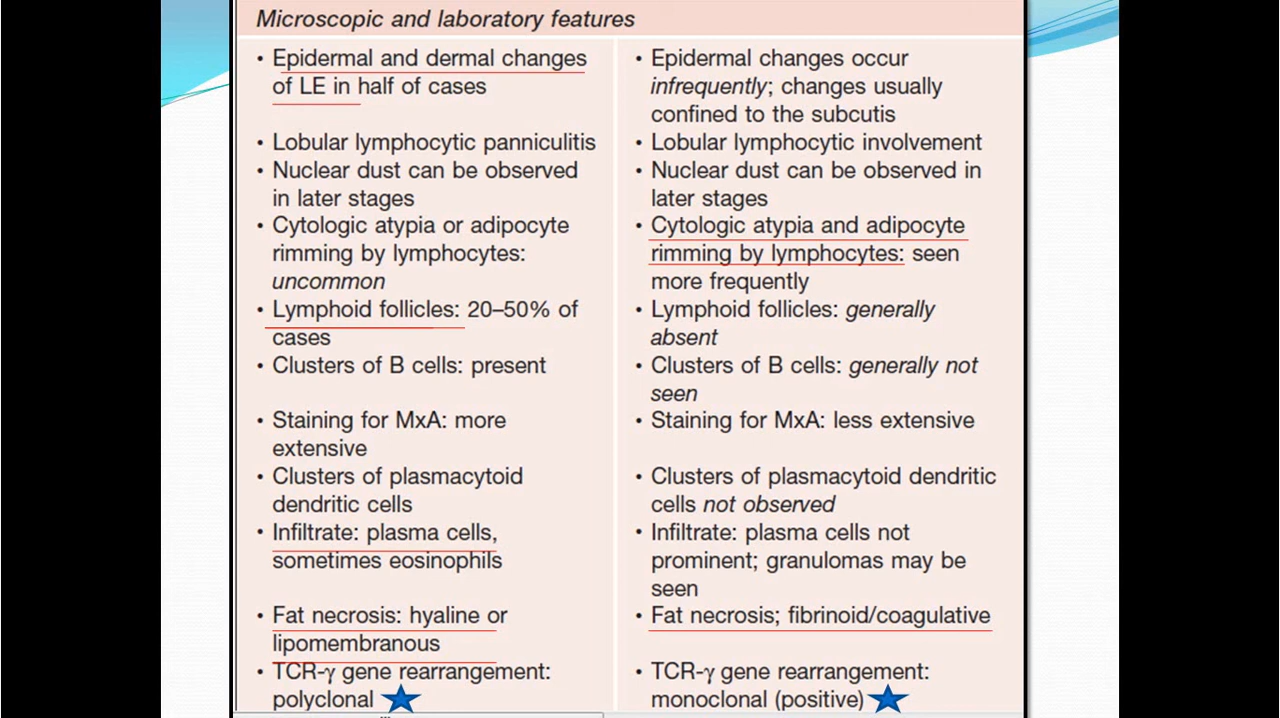 Microscopic and laboratory features
• Epidermal and dermal changes
of LE in half of cases
• Lobular lymphocytic panniculitis
• Nuclear dust can be observed
in later stages
• Cytologic atypia or adipocyte
rimming by lymphocytes:
uncommon
• Lymphoid follicles: 20–50% of
cases
• Clusters of B cells: present
• Staining for MxA: more
extensive
• Clusters of plasmacytoid
dendritic cells
• Infiltrate: plasma cells,
sometimes eosinophils
• Fat necrosis: hyaline or
lipomembranous
• TCR-γ gene rearrangement:
polyclonal
• Epidermal changes occur
infrequently; changes usually
confined to the subcutis
• Lobular lymphocytic involvement
• Nuclear dust can be observed in
later stages
• Cytologic atypia and adipocyte
rimming by lymphocytes: seen
more frequently
• Lymphoid follicles: generally
absent
• Clusters of B cells: generally not
seen
• Staining for MxA: less extensive
• Clusters of plasmacytoid dendritic
cells not observed
• Infiltrate: plasma cells not
prominent; granulomas may be
seen
• Fat necrosis; fibrinoid/coagulative
• TCR-γ gene rearrangement:
monoclonal (positive)